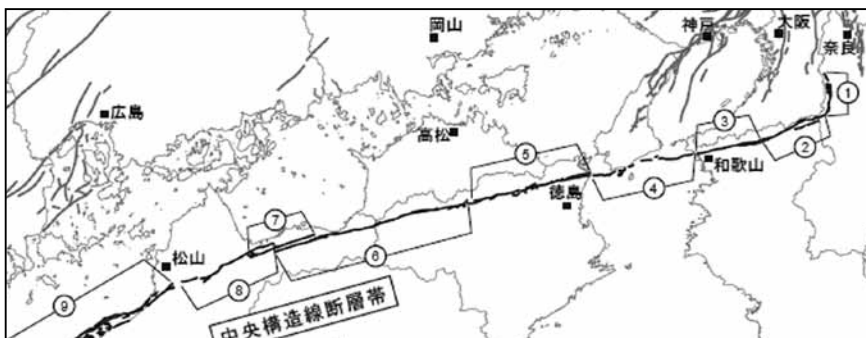 岡山
神戸
大阪
奈良
広島
高松
①
②
③
和歌山
④
⑤
徳島
⑥
⑦
松山
⑧
⑨
中央構造線断層帯